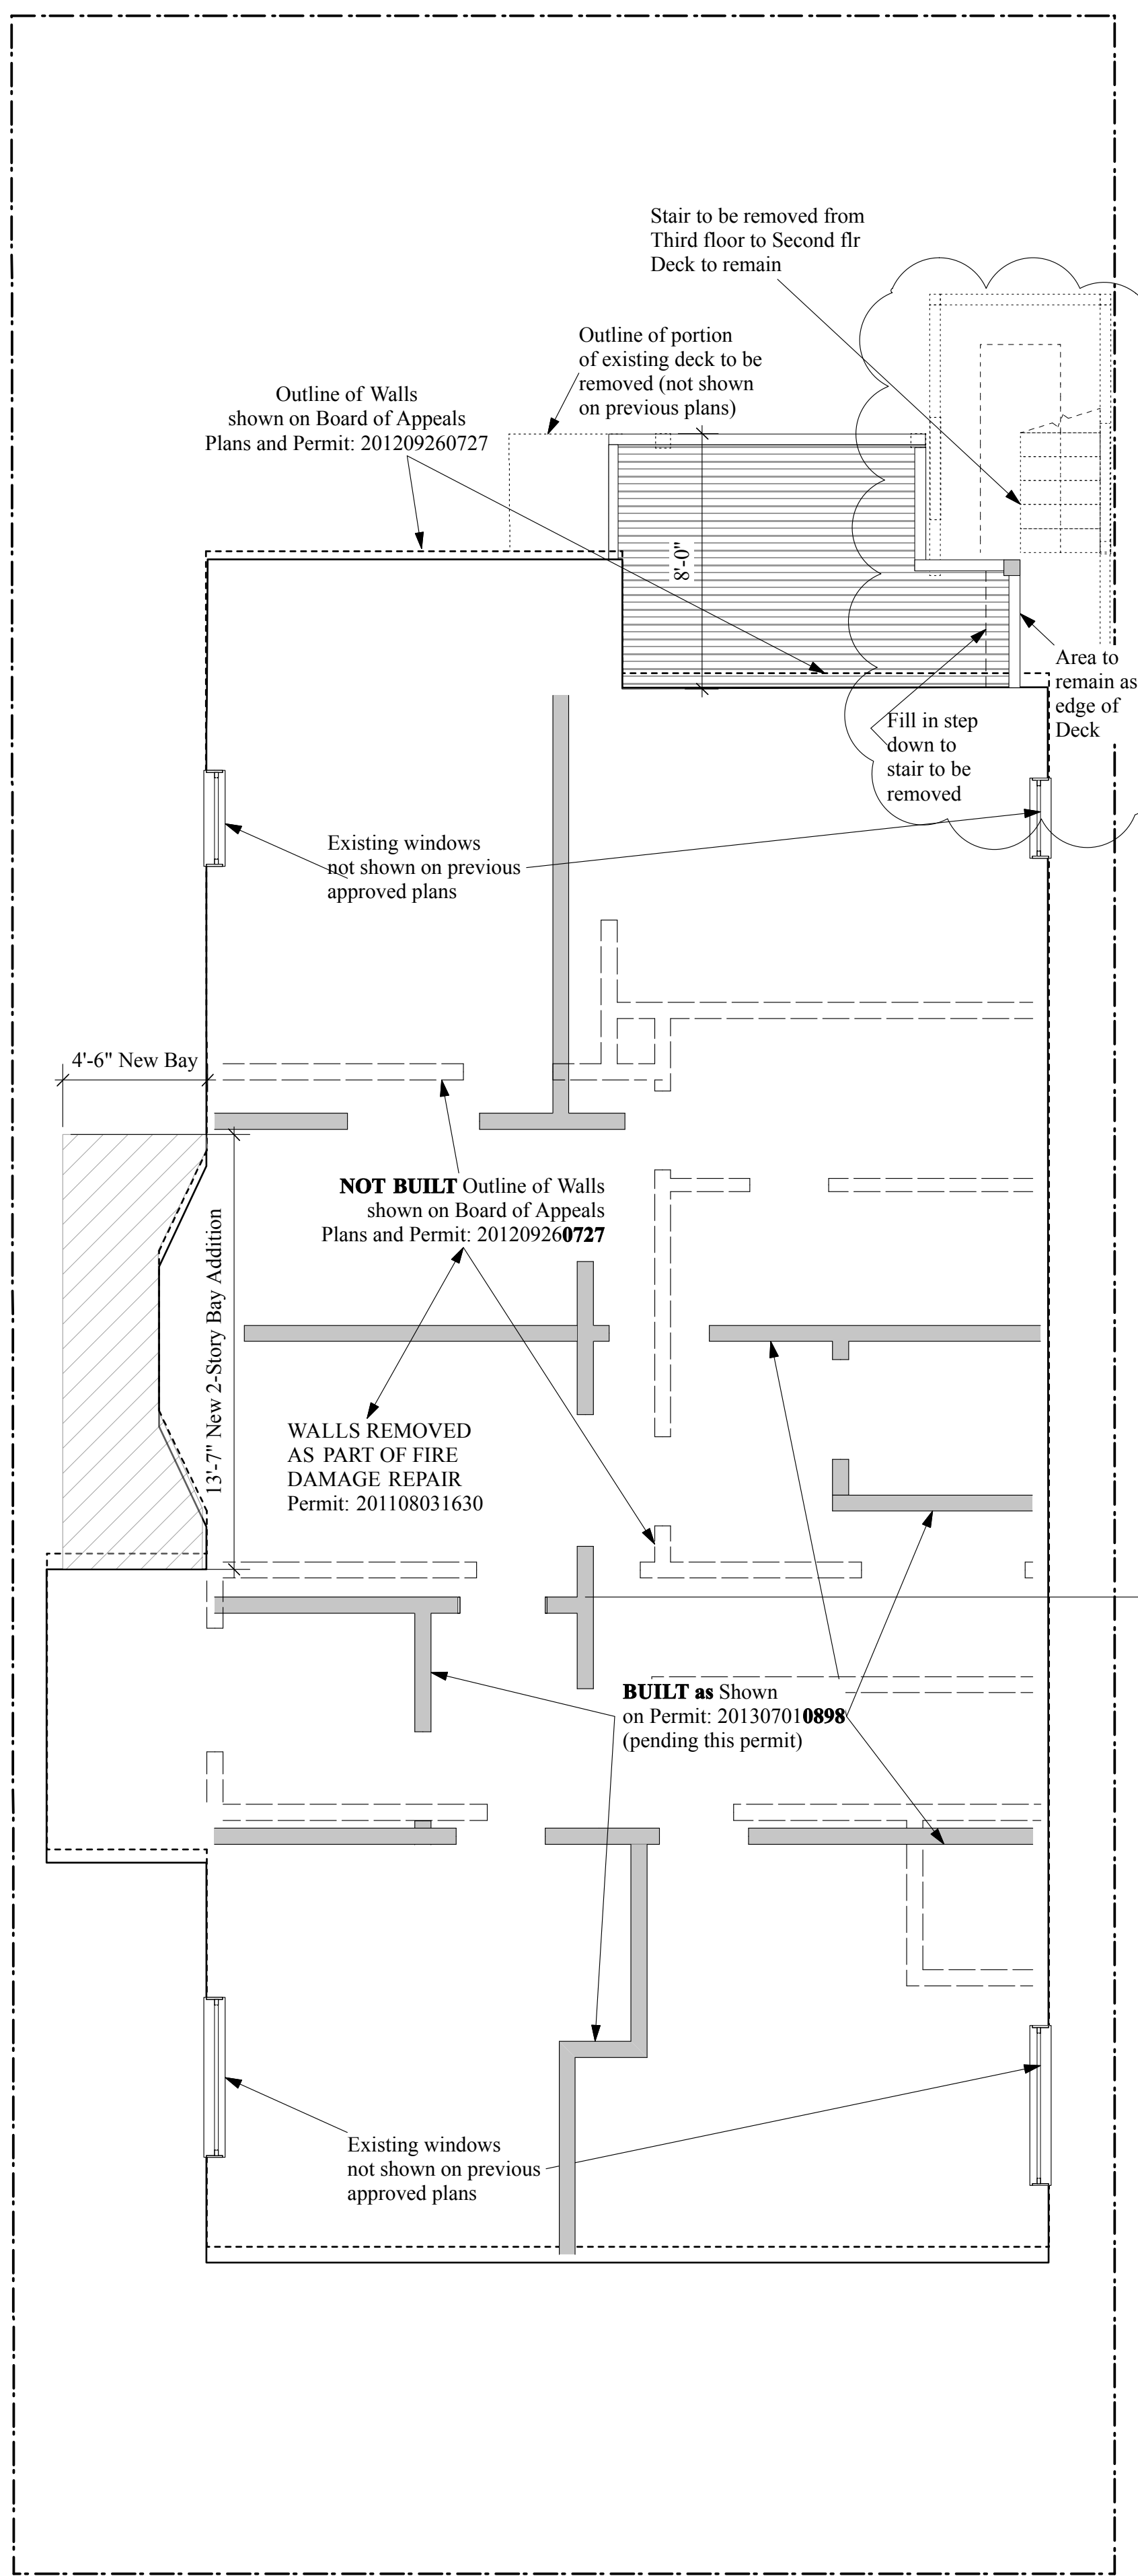 Stair to be removed from
Third floor to Second flr
Deck to remain
Outline of portion
of existing deck to be
removed (not shown
on previous plans)
Outline of Walls
shown on Board of Appeals
Plans and Permit: 201209260727
8'-0"
Area to
remain as
edge of
Deck
Fill in step
down to
stair to be
removed
Existing windows
not shown on previous
approved plans
4'-6" New Bay
NOT BUILT Outline of Walls
shown on Board of Appeals
Plans and Permit: 201209260727
13'-7" New 2-Story Bay Addition
WALLS REMOVED
AS PART OF FIRE
DAMAGE REPAIR
Permit: 201108031630
BUILT as Shown
on Permit: 201307010898
(pending this permit)
Existing windows
not shown on previous
approved plans